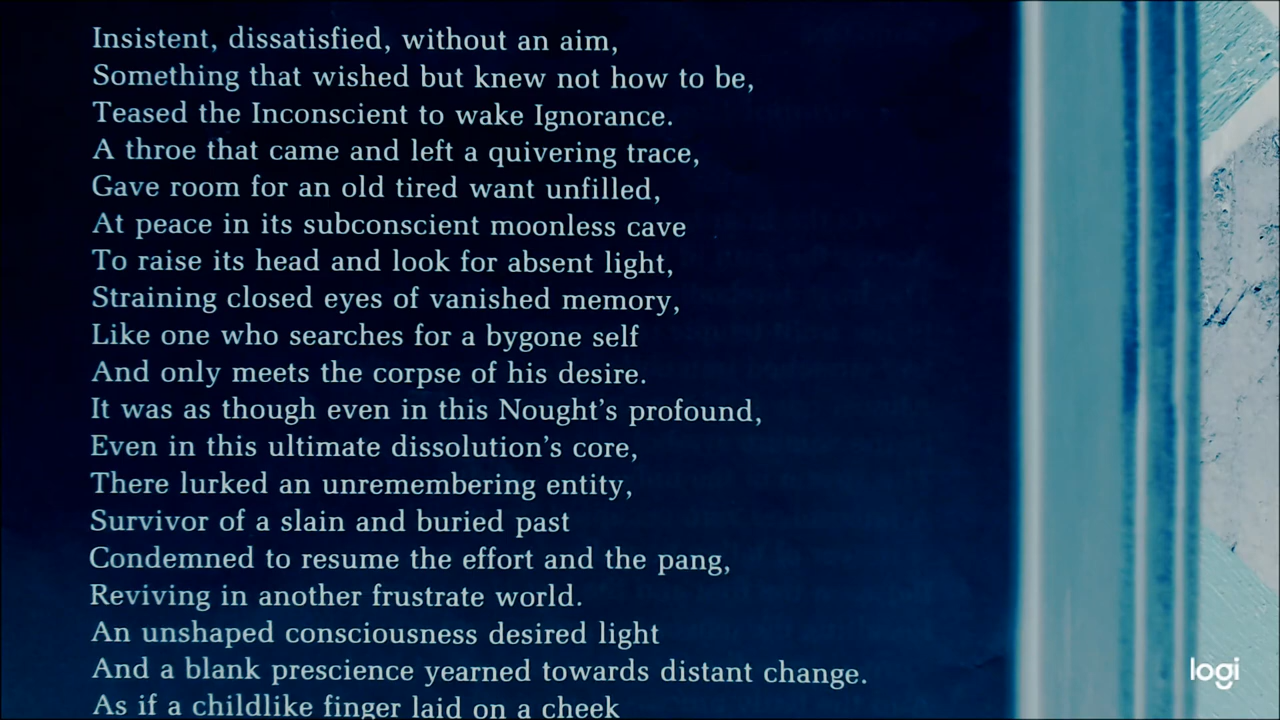 Insistent, dissatisfied, without an aim,
Something that wished but knew not how to be,
Teased the Inconscient to wake Ignorance.
A throe that came and left a quivering trace,
Gave room for an old tired want unfilled,
At peace in its subconscient moonless cave
To raise its head and look for absent light,
Straining closed eyes of vanished memory,
Like one who searches for a bygone self
And only meets the corpse of his desire.
It was as though even in this Nought’s profound,
Even in this ultimate dissolution’s core,
There lurked an unremembering entity,
Survivor of a slain and buried past
Condemned to resume the effort and the pang,
Reviving in another frustrate world.
An unshaped consciousness desired light
And a blank prescience yearned towards distant change.
As if a childlike finger laid on a cheek
logi